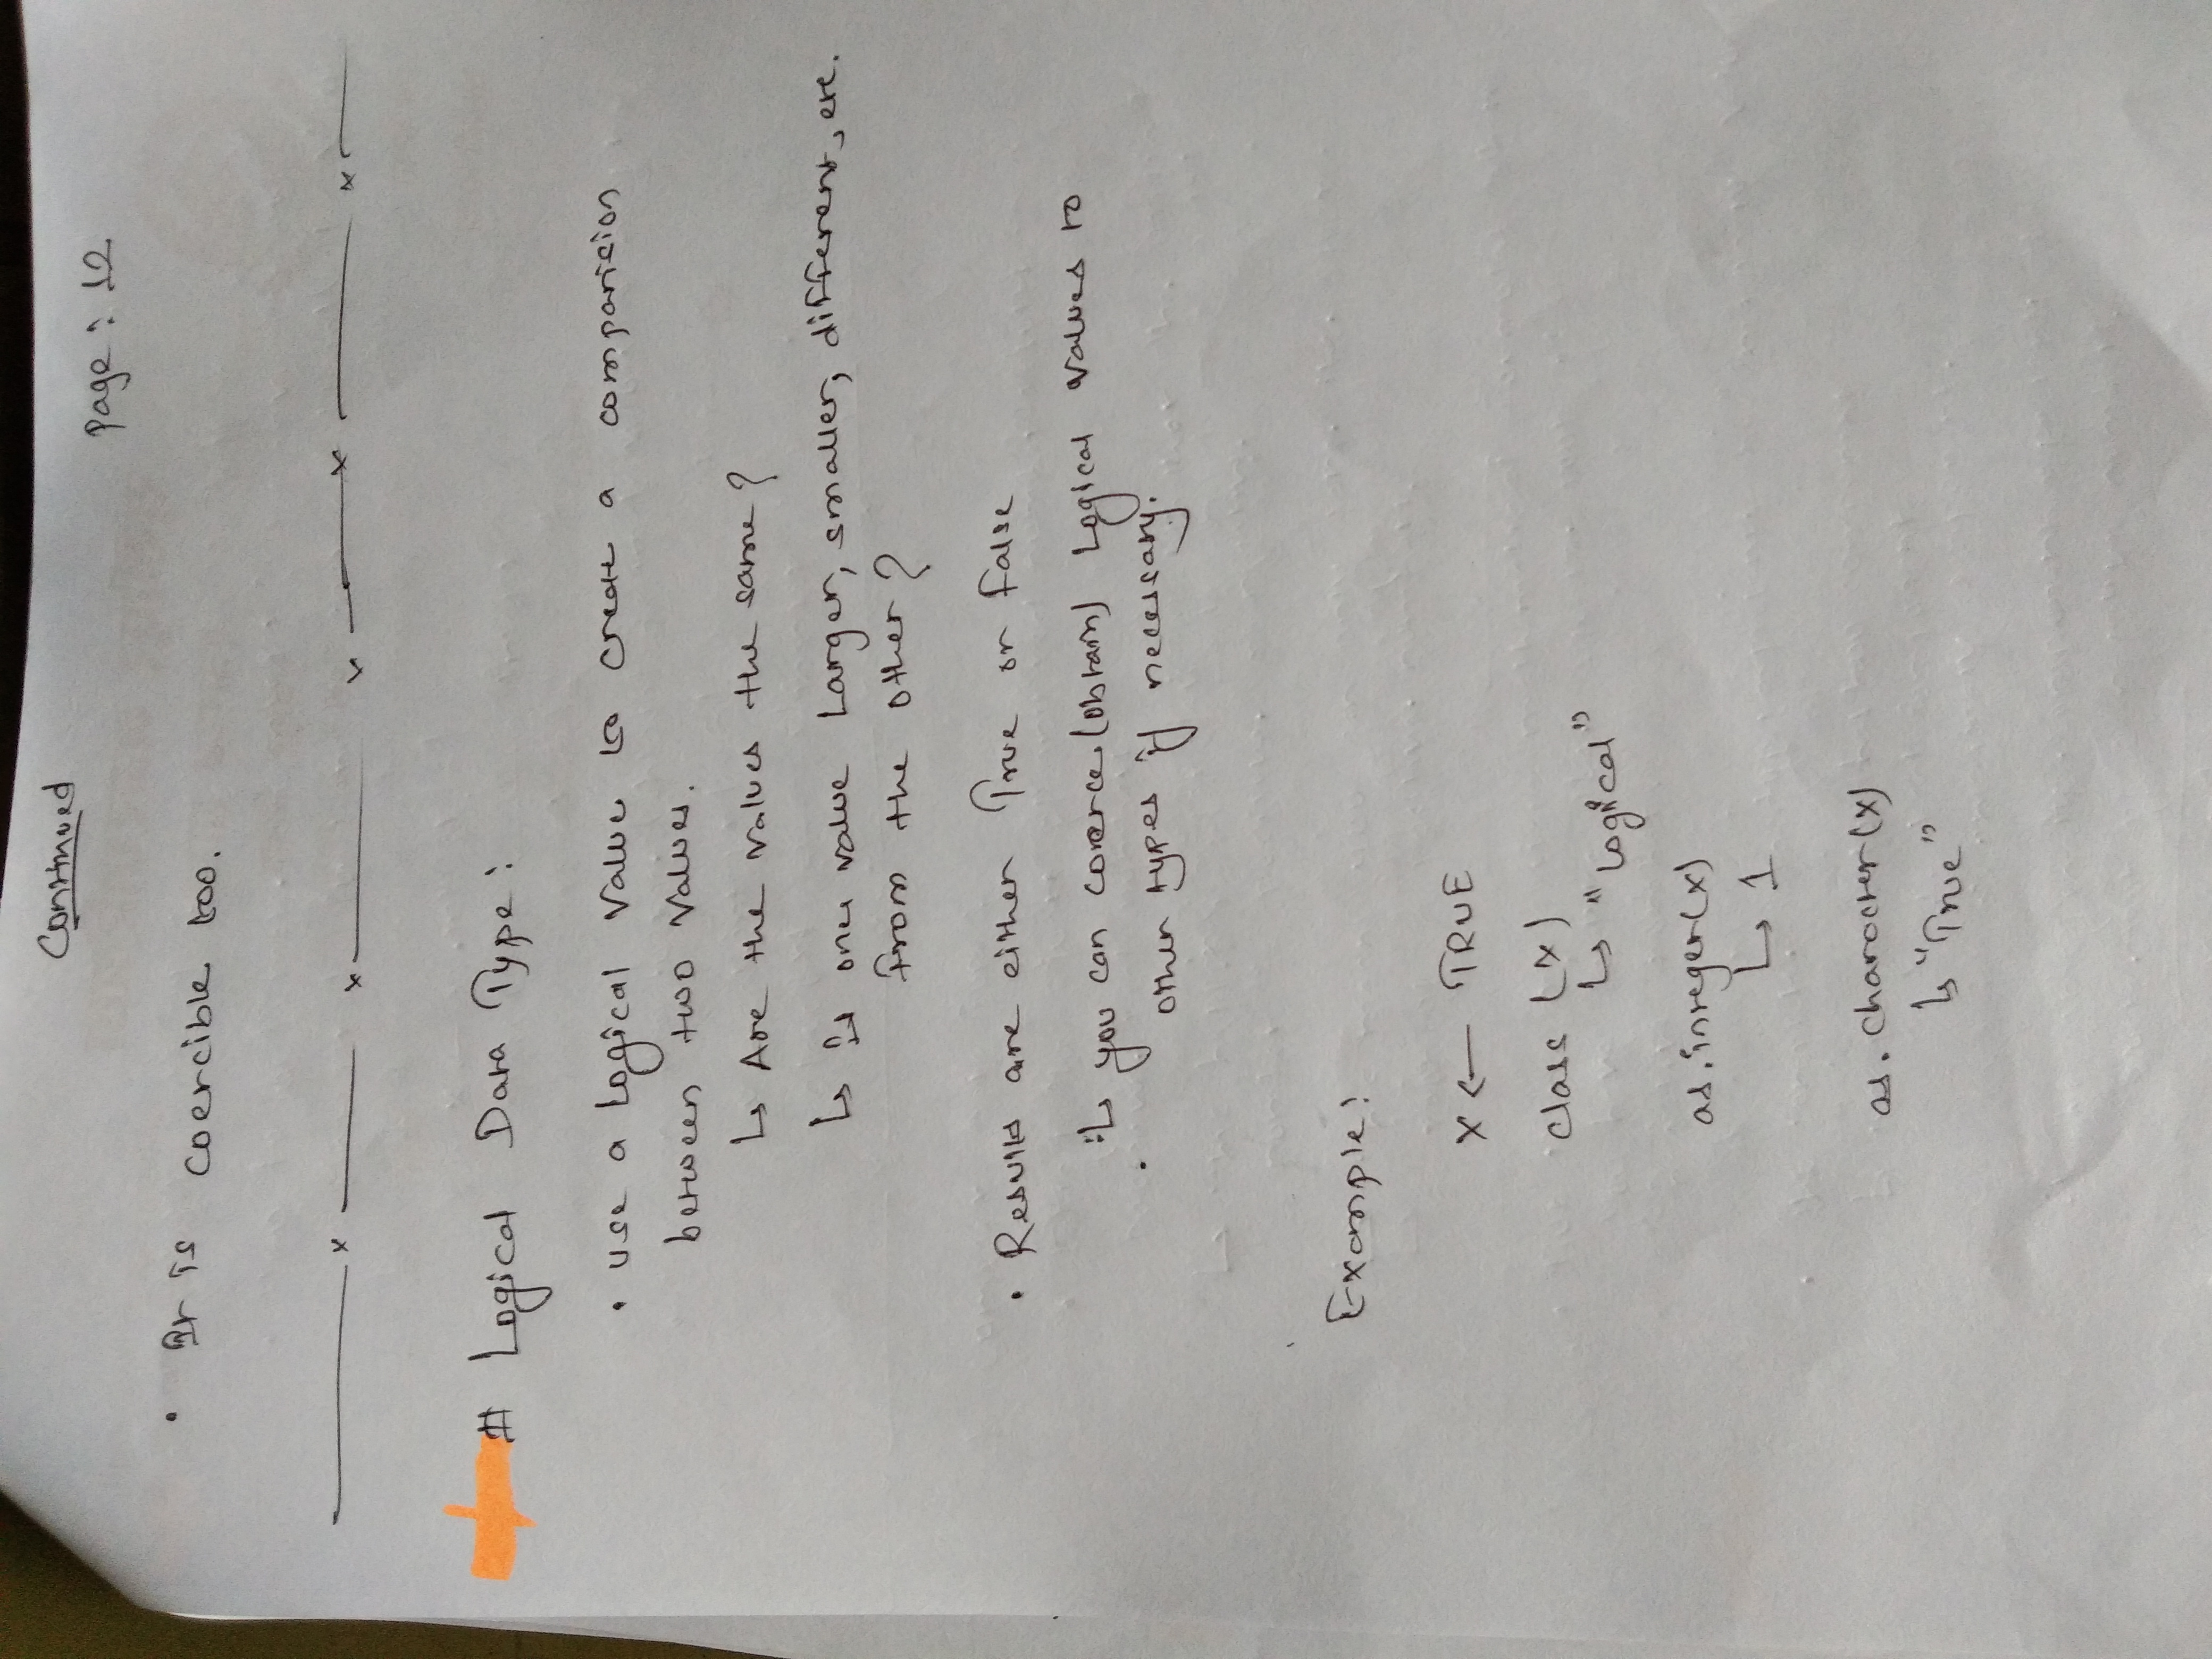 Continued
Page: 12
• It is coercible too.
# Logical Data Type:
• use a Logical Value to create a comparision
between two values.
↳ Are the values the same?
↳ Is one value Larger, smaller, different, etc.
from the other?
• Results are either True or False
↳ you can coerce (obtain) Logical values to
other types if necessary.
Example:
x ← TRUE
class (x)
↳ "Logical"
as.integer(x)
↳ 1
as.character(x)
↳ "True"